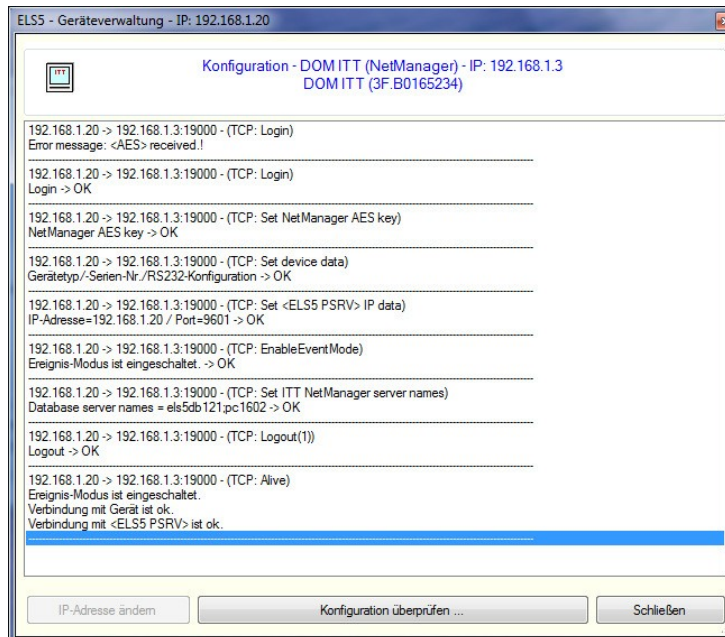 ELS5 - Geräteverwaltung - IP: 192.168.1.20
ITT
Konfiguration - DOM ITT (NetManager) - IP: 192.168.1.3
DOM ITT (3F.B0165234)
192.168.1.20 -> 192.168.1.3:19000 - (TCP: Login)
Error message: <AES> received.!
192.168.1.20 -> 192.168.1.3:19000 - (TCP: Login)
Login -> OK
192.168.1.20 -> 192.168.1.3:19000 - (TCP: Set NetManager AES key)
NetManager AES key -> OK
192.168.1.20 -> 192.168.1.3:19000 - (TCP: Set device data)
Gerätetyp/-Serien-Nr./RS232-Konfiguration -> OK
192.168.1.20 -> 192.168.1.3:19000 - (TCP: Set <ELS5 PSRV> IP data)
IP-Adresse=192.168.1.20 / Port=9601 -> OK
192.168.1.20 -> 192.168.1.3:19000 - (TCP: EnableEventMode)
Ereignis-Modus ist eingeschaltet. -> OK
192.168.1.20 -> 192.168.1.3:19000 - (TCP: Set ITT NetManager server names)
Database server names = els5db121;pc1602 -> OK
192.168.1.20 -> 192.168.1.3:19000 - (TCP: Logout(1))
Logout -> OK
192.168.1.20 -> 192.168.1.3:19000 - (TCP: Alive)
Ereignis-Modus ist eingeschaltet.
Verbindung mit Gerät ist ok.
Verbindung mit <ELS5 PSRV> ist ok.
IP-Adresse ändern
Konfiguration überprüfen ...
Schließen